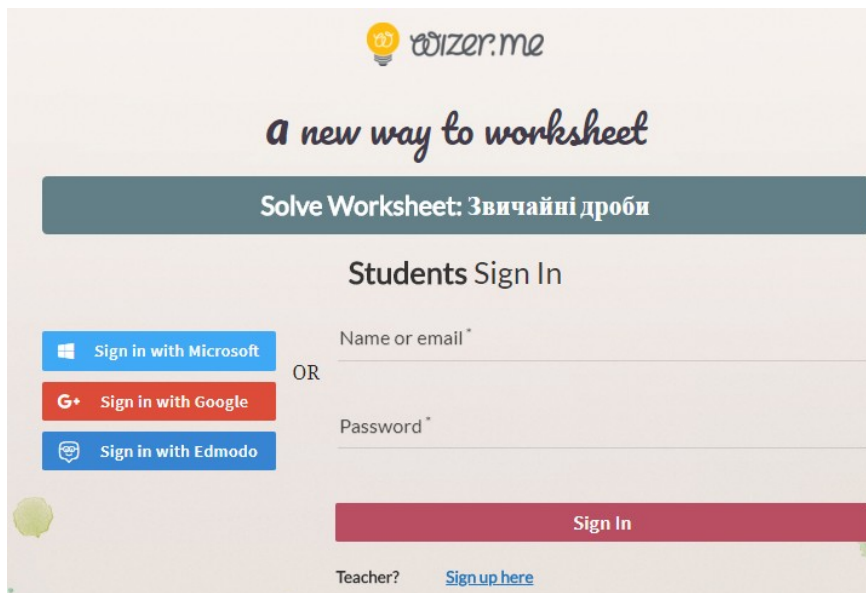 wizer.me
a new way to worksheet
Solve Worksheet: Звичайні дроби
Students Sign In
Sign in with Microsoft
Sign in with Google
Sign in with Edmodo
OR
Name or email *
Password *
Sign In
Teacher? Sign up here